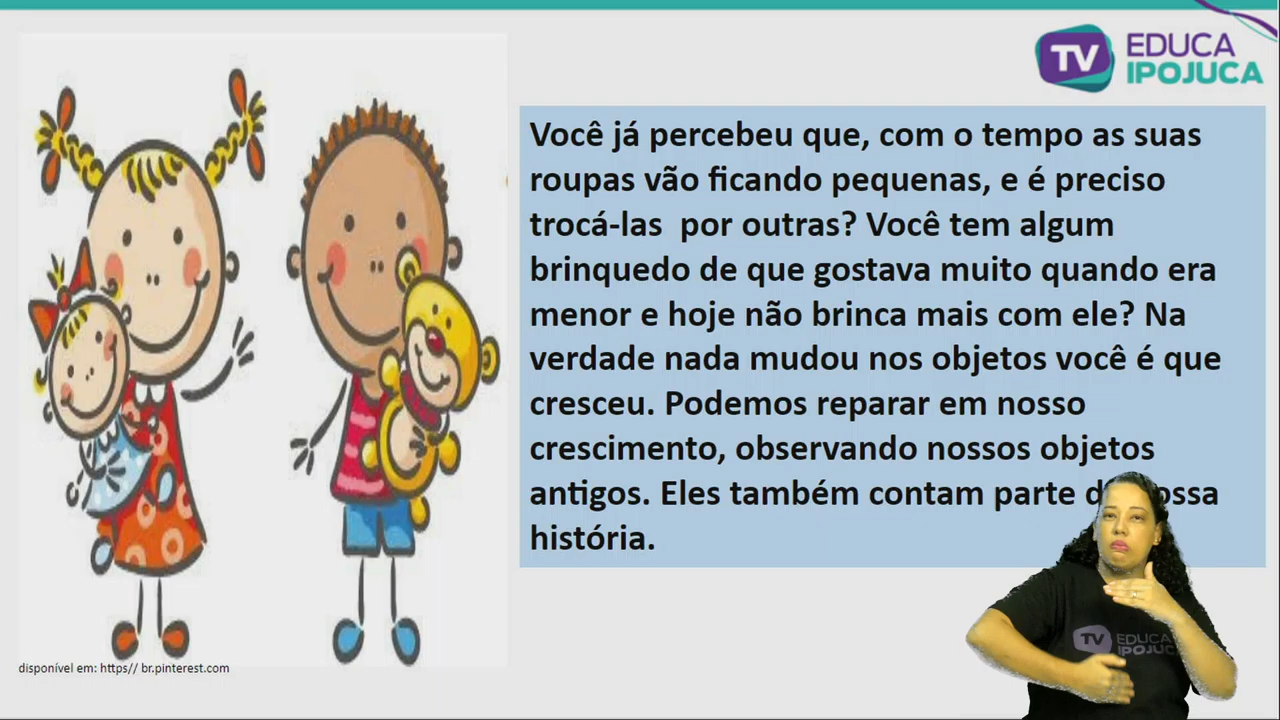 TV EDUCA
IPOJUCA
Você já percebeu que, com o tempo as suas
roupas vão ficando pequenas, e é preciso
trocá-las por outras? Você tem algum
brinquedo de que gostava muito quando era
menor e hoje não brinca mais com ele? Na
verdade nada mudou nos objetos você é que
cresceu. Podemos reparar em nosso
crescimento, observando nossos objetos
antigos. Eles também contam parte
história.
TV EDUCA
disponível em: https// br.pinterest.com